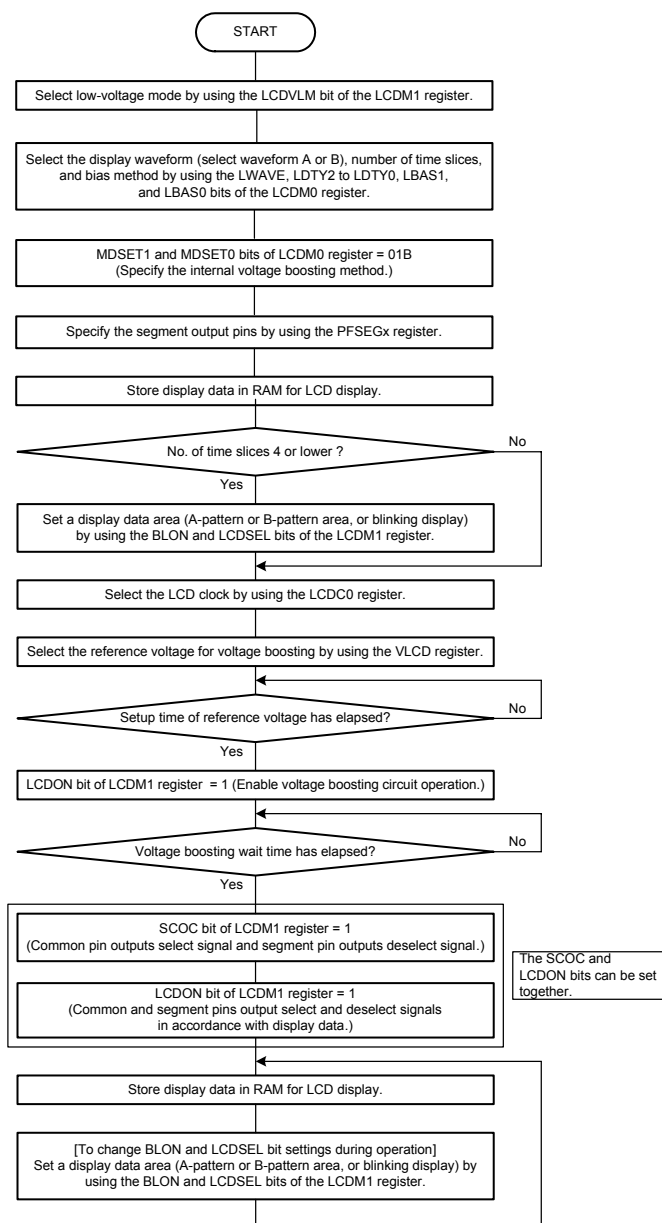 START
Select low-voltage mode by using the LCDVLM bit of the LCDM1 register.
Select the display waveform (select waveform A or B), number of time slices,
and bias method by using the LWAVE, LDTY2 to LDTY0, LBAS1,
and LBAS0 bits of the LCDM0 register.
MDSET1 and MDSET0 bits of LCDM0 register = 01B
(Specify the internal voltage boosting method.)
Specify the segment output pins by using the PFSEGx register.
Store display data in RAM for LCD display.
No. of time slices 4 or lower ?
No
Yes
Set a display data area (A-pattern or B-pattern area, or blinking display)
by using the BLON and LCDSEL bits of the LCDM1 register.
Select the LCD clock by using the LCDC0 register.
Select the reference voltage for voltage boosting by using the VLCD register.
Setup time of reference voltage has elapsed?
No
Yes
LCDON bit of LCDM1 register = 1 (Enable voltage boosting circuit operation.)
Voltage boosting wait time has elapsed?
No
Yes
SCOC bit of LCDM1 register = 1
(Common pin outputs select signal and segment pin outputs deselect signal.)
LCDON bit of LCDM1 register = 1
(Common and segment pins output select and deselect signals
in accordance with display data.)
The SCOC and
LCDON bits can be set
together.
Store display data in RAM for LCD display.
[To change BLON and LCDSEL bit settings during operation]
Set a display data area (A-pattern or B-pattern area, or blinking display) by
using the BLON and LCDSEL bits of the LCDM1 register.